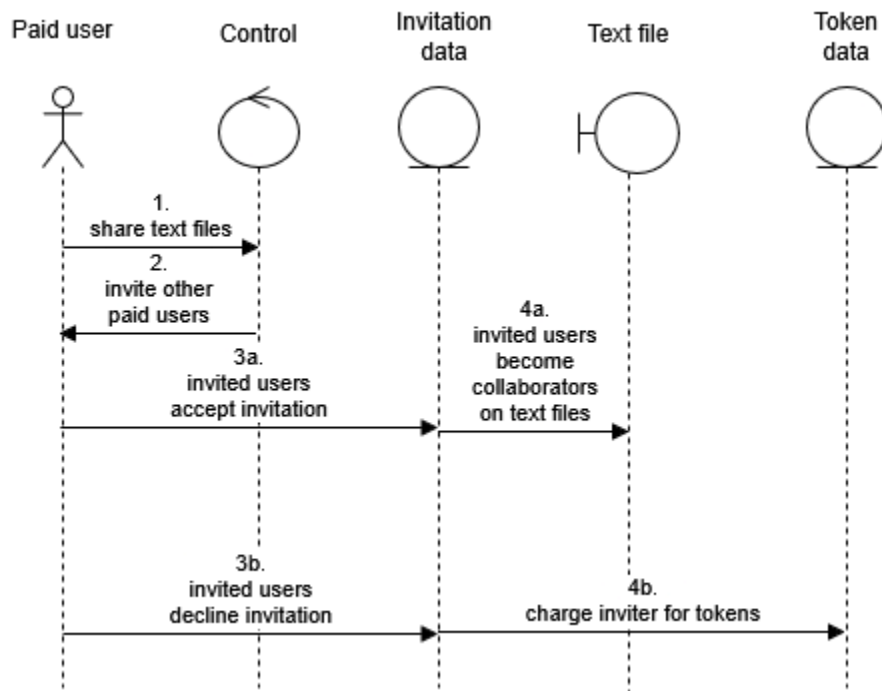 Paid user
Control
Invitation
data
Text file
Token
data
1.
share text files
2.
invite other
paid users
3a.
invited users
accept invitation
4a.
invited users
become
collaborators
on text files
3b.
invited users
decline invitation
4b.
charge inviter for tokens